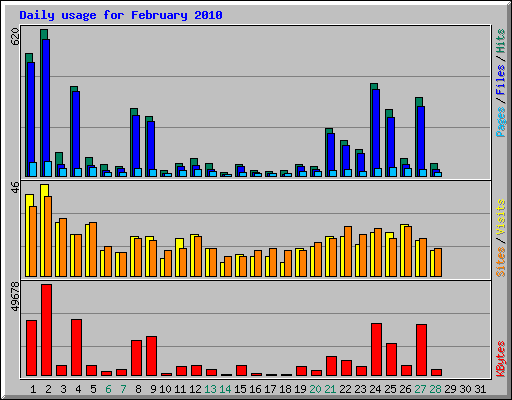 Daily usage for February 2010
620
Pages / Files / Hits
46
Sites / Visits
49678
KBytes
1 2 3 4 5 6 7 8 9 10 11 12 13 14 15 16 17 18 19 20 21 22 23 24 25 26 27 28 29 30 31